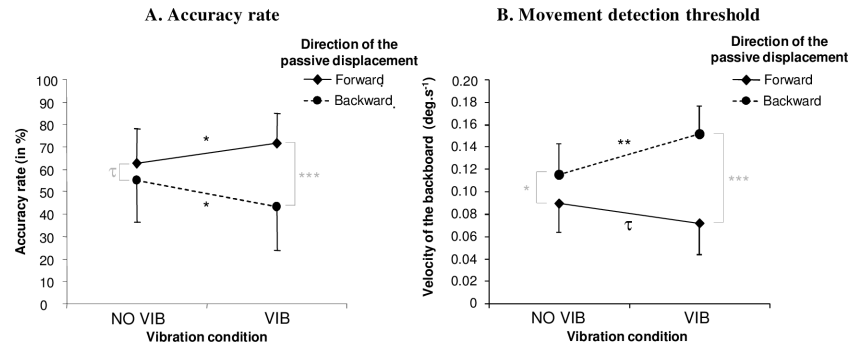 A. Accuracy rate
Direction of the
passive displacement
Forward
Backward
100
90
80
70
60
50
40
30
20
10
0
Accuracy rate (in %)
*
τ
***
*
NO VIB
VIB
Vibration condition
B. Movement detection threshold
Direction of the
passive displacement
Forward
Backward
0.20
0.18
0.16
0.14
0.12
0.10
0.08
0.06
0.04
0.02
0
Velocity of the backboard (deg.s⁻¹)
**
*
***
τ
NO VIB
VIB
Vibration condition